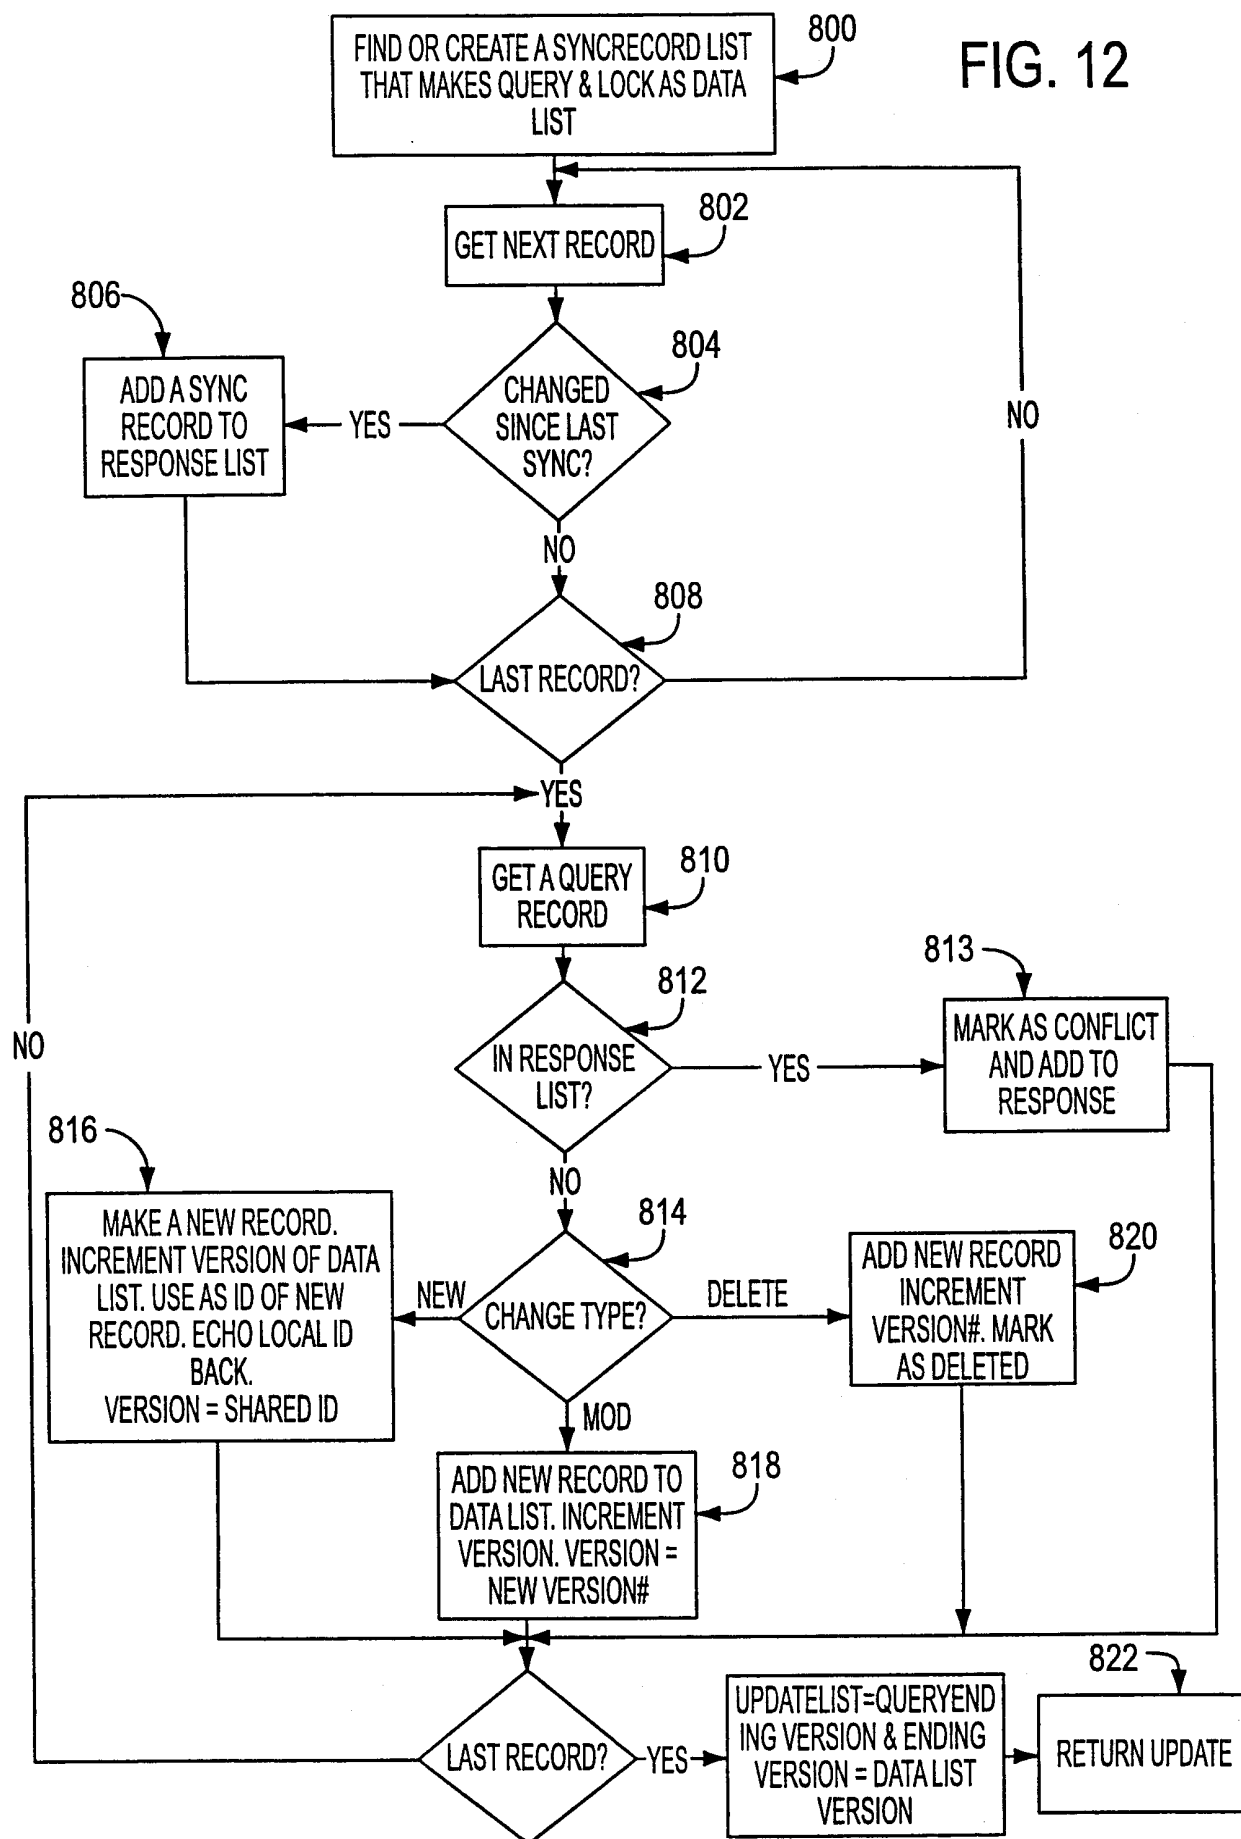 FIND OR CREATE A SYNCRECORD LIST
THAT MAKES QUERY & LOCK AS DATA
LIST
800
FIG. 12
GET NEXT RECORD
802
806
ADD A SYNC
RECORD TO
RESPONSE LIST
YES
CHANGED
SINCE LAST
SYNC?
804
NO
NO
LAST RECORD?
808
YES
GET A QUERY
RECORD
810
NO
IN RESPONSE
LIST?
812
YES
813
MARK AS CONFLICT
AND ADD TO
RESPONSE
NO
816
MAKE A NEW RECORD.
INCREMENT VERSION OF DATA
LIST. USE AS ID OF NEW
RECORD. ECHO LOCAL ID
BACK.
VERSION = SHARED ID
NEW
CHANGE TYPE?
814
DELETE
ADD NEW RECORD
INCREMENT
VERSION#. MARK
AS DELETED
820
MOD
ADD NEW RECORD TO
DATA LIST. INCREMENT
VERSION. VERSION =
NEW VERSION#
818
LAST RECORD?
YES
UPDATELIST=QUERYEND
ING VERSION & ENDING
VERSION = DATA LIST
VERSION
822
RETURN UPDATE